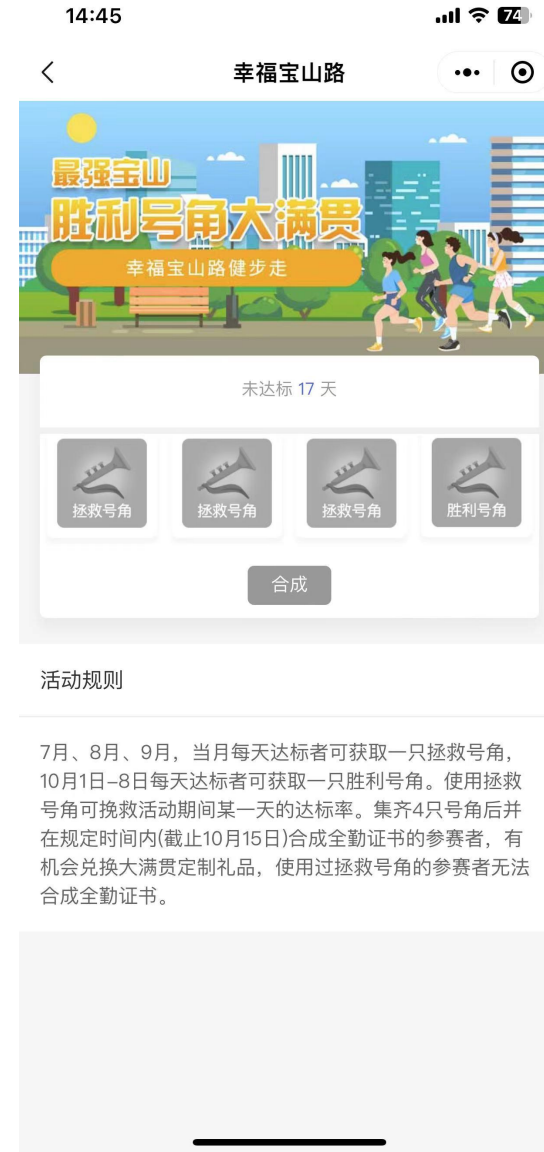 14:45
74
幸福宝山路
最强宝山
胜利号角大满贯
幸福宝山路健步走
未达标 17 天
拯救号角
拯救号角
拯救号角
胜利号角
合成
活动规则
7月、8月、9月，当月每天达标者可获取一只拯救号角，
10月1日–8日每天达标者可获取一只胜利号角。使用拯救
号角可挽救活动期间某一天的达标率。集齐4只号角后并
在规定时间内(截止10月15日)合成全勤证书的参赛者，有
机会兑换大满贯定制礼品，使用过拯救号角的参赛者无法
合成全勤证书。